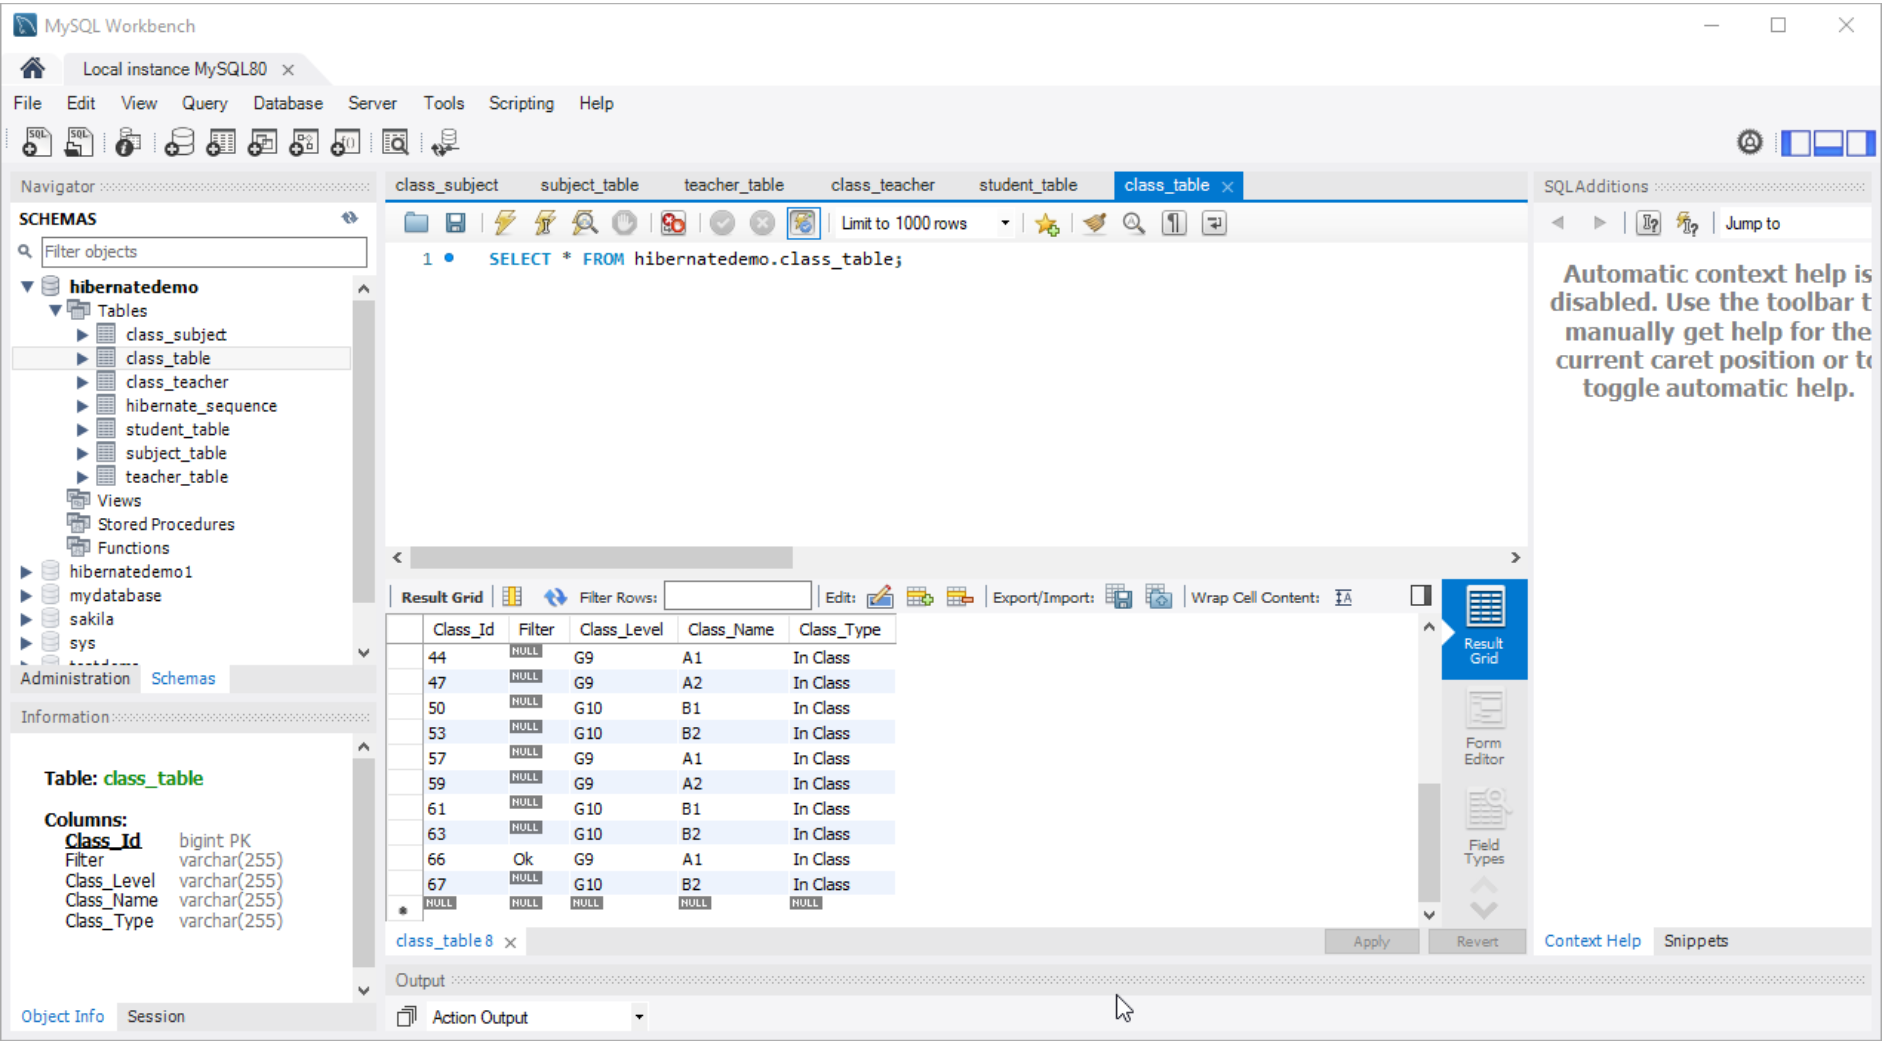 MySQL Workbench
Local instance MySQL80
File Edit View Query Database Server Tools Scripting Help
Navigator
SCHEMAS
Filter objects
hibernatedemo
Tables
class_subject
class_table
class_teacher
hibernate_sequence
student_table
subject_table
teacher_table
Views
Stored Procedures
Functions
hibernatedemo1
mydatabase
sakila
sys
Administration Schemas
Information
Table: class_table
Columns:
Class_Id bigint PK
Filter varchar(255)
Class_Level varchar(255)
Class_Name varchar(255)
Class_Type varchar(255)
Object Info Session
class_subject subject_table teacher_table class_teacher student_table class_table
Limit to 1000 rows
1 SELECT * FROM hibernatedemo.class_table;
Result Grid Filter Rows: Edit: Export/Import: Wrap Cell Content:
Class_Id Filter Class_Level Class_Name Class_Type
44 NULL G9 A1 In Class
47 NULL G9 A2 In Class
50 NULL G10 B1 In Class
53 NULL G10 B2 In Class
57 NULL G9 A1 In Class
59 NULL G9 A2 In Class
61 NULL G10 B1 In Class
63 NULL G10 B2 In Class
66 Ok G9 A1 In Class
67 NULL G10 B2 In Class
NULL NULL NULL NULL NULL
Result
Grid
Form
Editor
Field
Types
class_table 8
Apply Revert
Output
Action Output
SQLAdditions
Jump to
Automatic context help is
disabled. Use the toolbar t
manually get help for the
current caret position or to
toggle automatic help.
Context Help Snippets